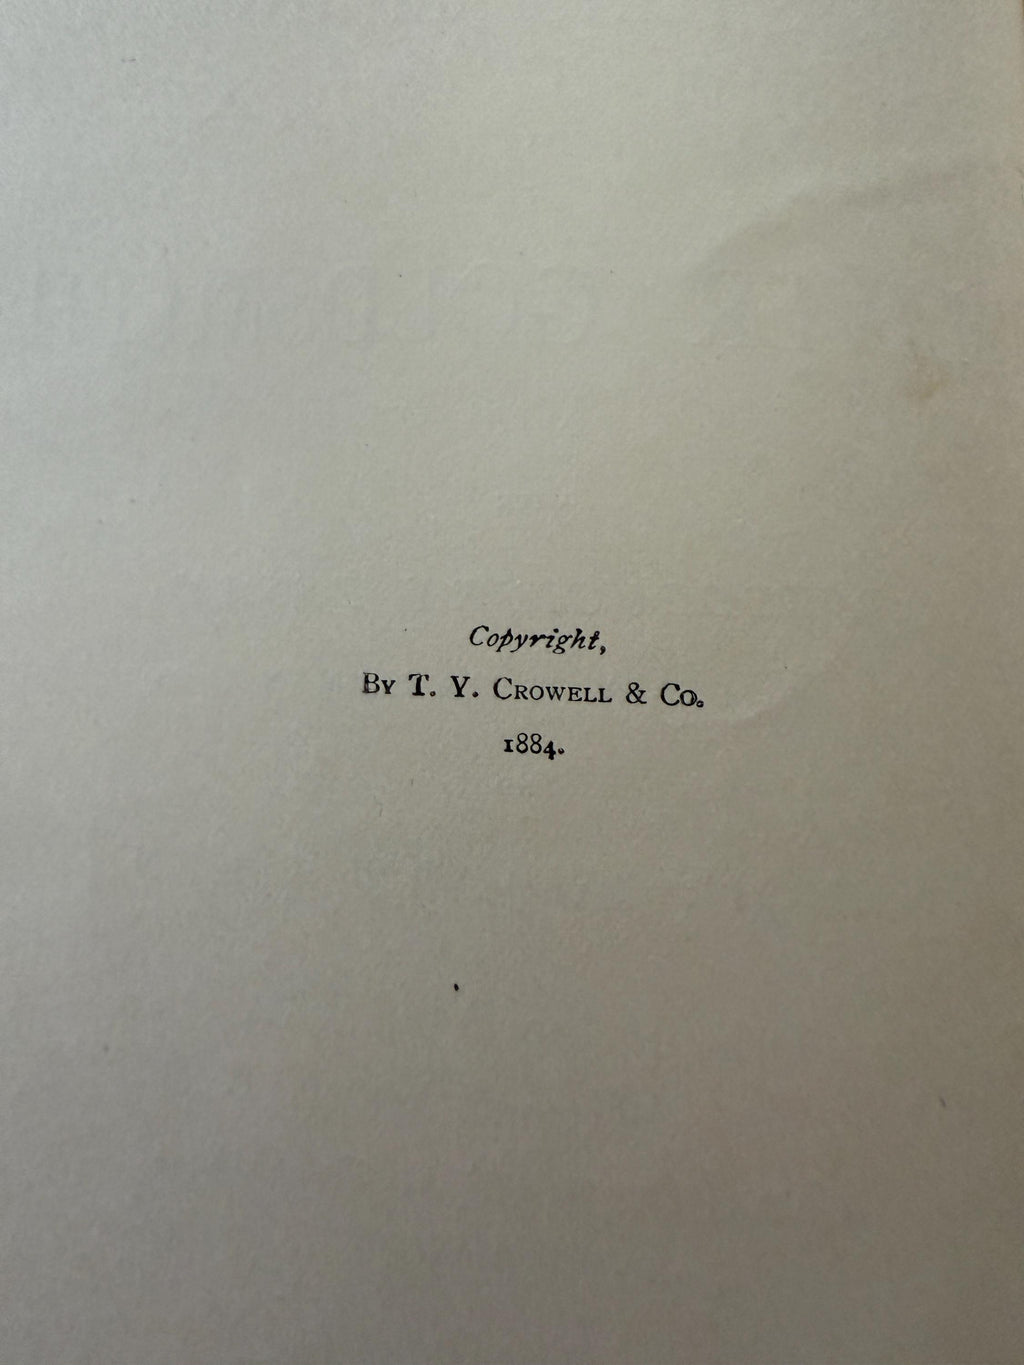 Copyright,
By T. Y. Crowell & Co.
1884.